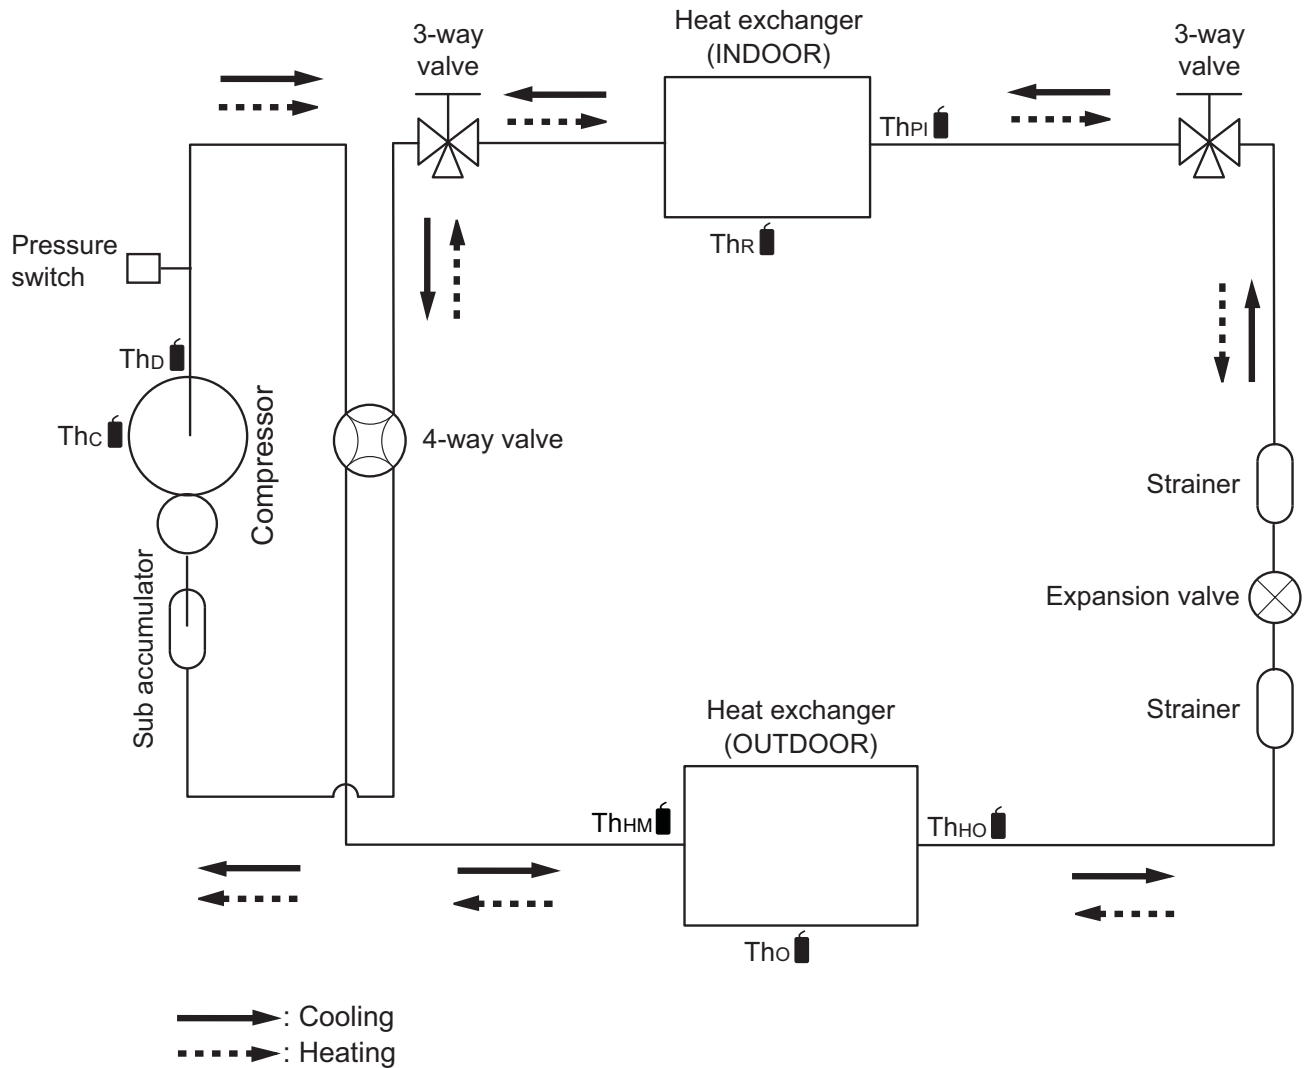 Heat exchanger
(INDOOR)
3-way
valve
3-way
valve
ThPI
ThR
Pressure
switch
ThD
ThC
Compressor
4-way valve
Strainer
Expansion valve
Sub accumulator
Strainer
Heat exchanger
(OUTDOOR)
ThHM
ThHO
ThO
: Cooling
: Heating